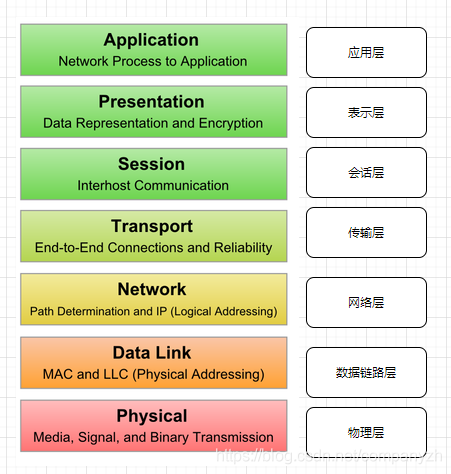 Application
Network Process to Application
应用层
Presentation
Data Representation and Encryption
表示层
Session
Interhost Communication
会话层
Transport
End-to-End Connections and Reliability
传输层
Network
Path Determination and IP (Logical Addressing)
网络层
Data Link
MAC and LLC (Physical Addressing)
数据链路层
Physical
Media, Signal, and Binary Transmission
物理层
https://blog.csdn.net/companyzh